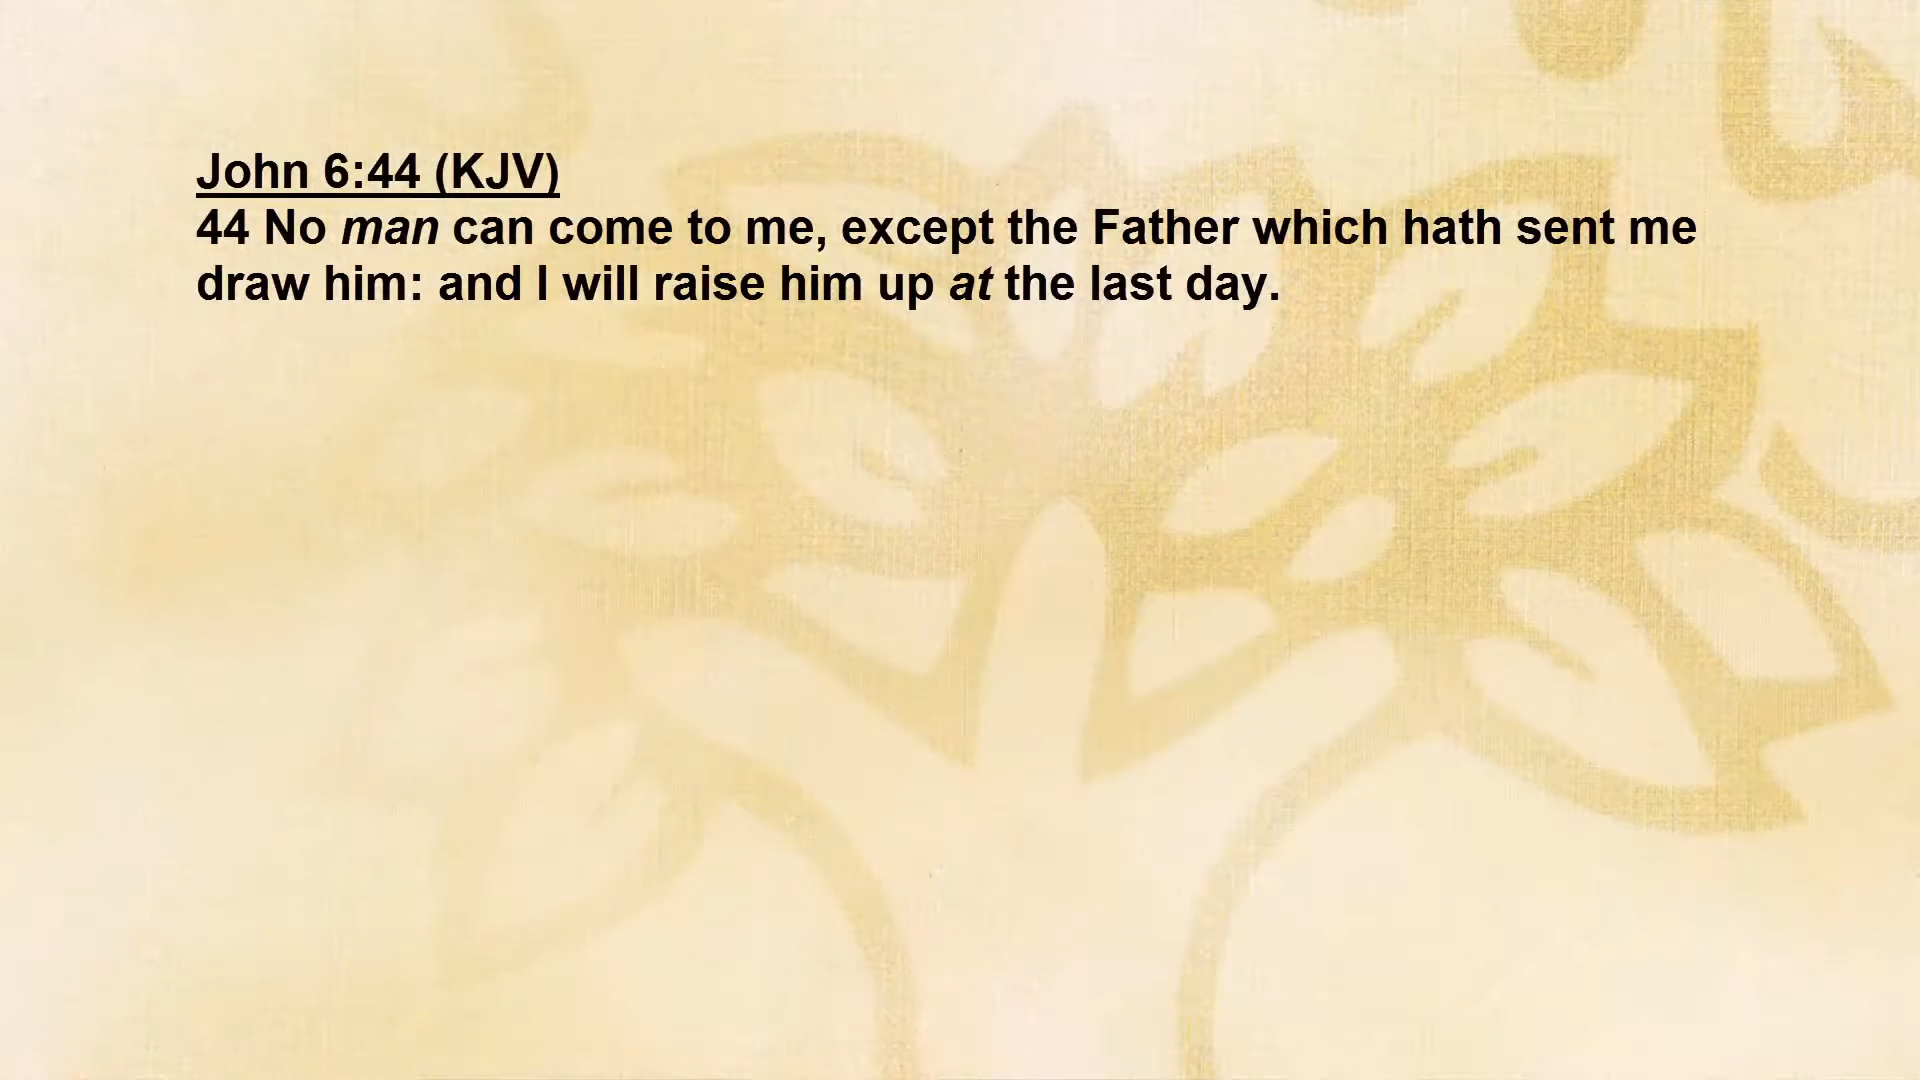 John 6:44 (KJV)
44 No man can come to me, except the Father which hath sent me
draw him: and I will raise him up at the last day.